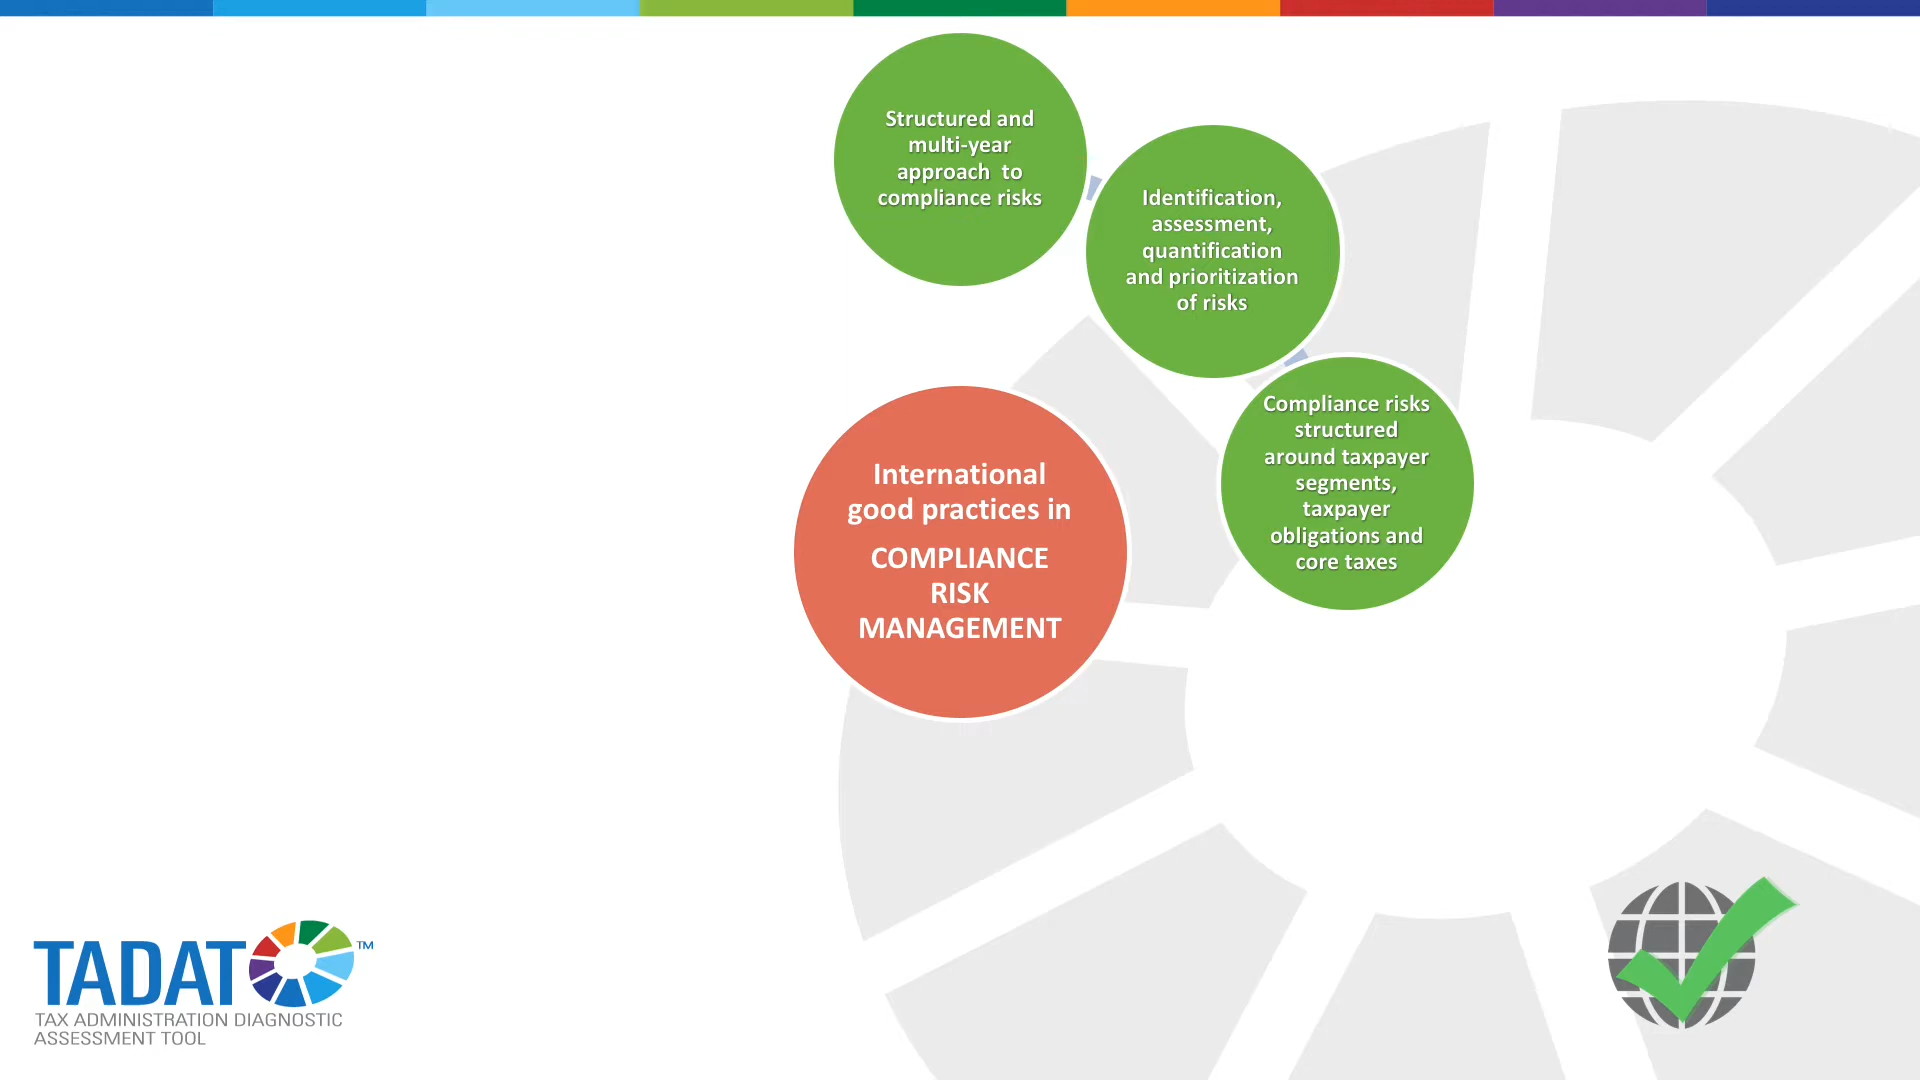 Structured and
multi-year
approach to
compliance risks
Identification,
assessment,
quantification
and prioritization
of risks
Compliance risks
structured
around taxpayer
segments,
taxpayer
obligations and
core taxes
International
good practices in
COMPLIANCE
RISK
MANAGEMENT
TADAT™
TAX ADMINISTRATION DIAGNOSTIC
ASSESSMENT TOOL